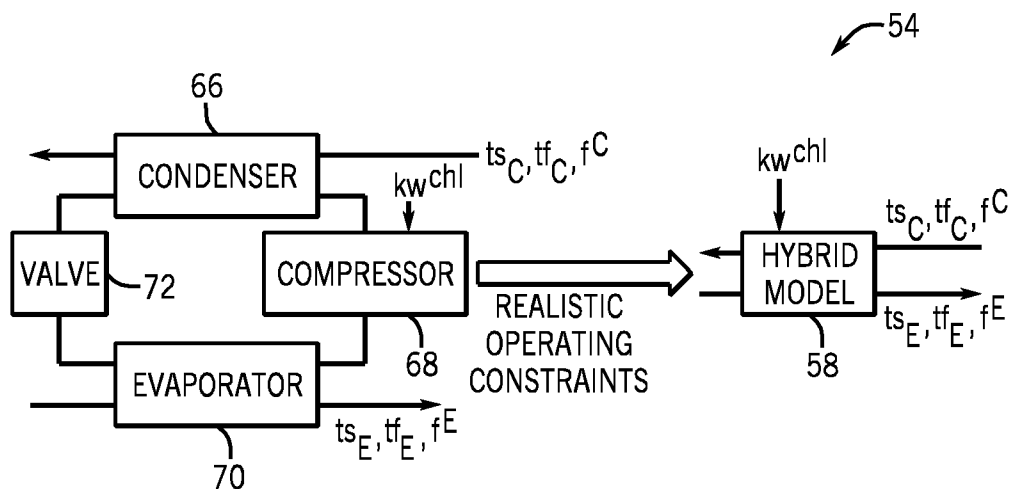 54
66
CONDENSER
ts_C, tf_C, f^C
kw^chl
VALVE
72
COMPRESSOR
68
REALISTIC
OPERATING
CONSTRAINTS
EVAPORATOR
70
ts_E, tf_E, f^E
kw^chl
ts_C, tf_C, f^C
HYBRID
MODEL
58
ts_E, tf_E, f^E